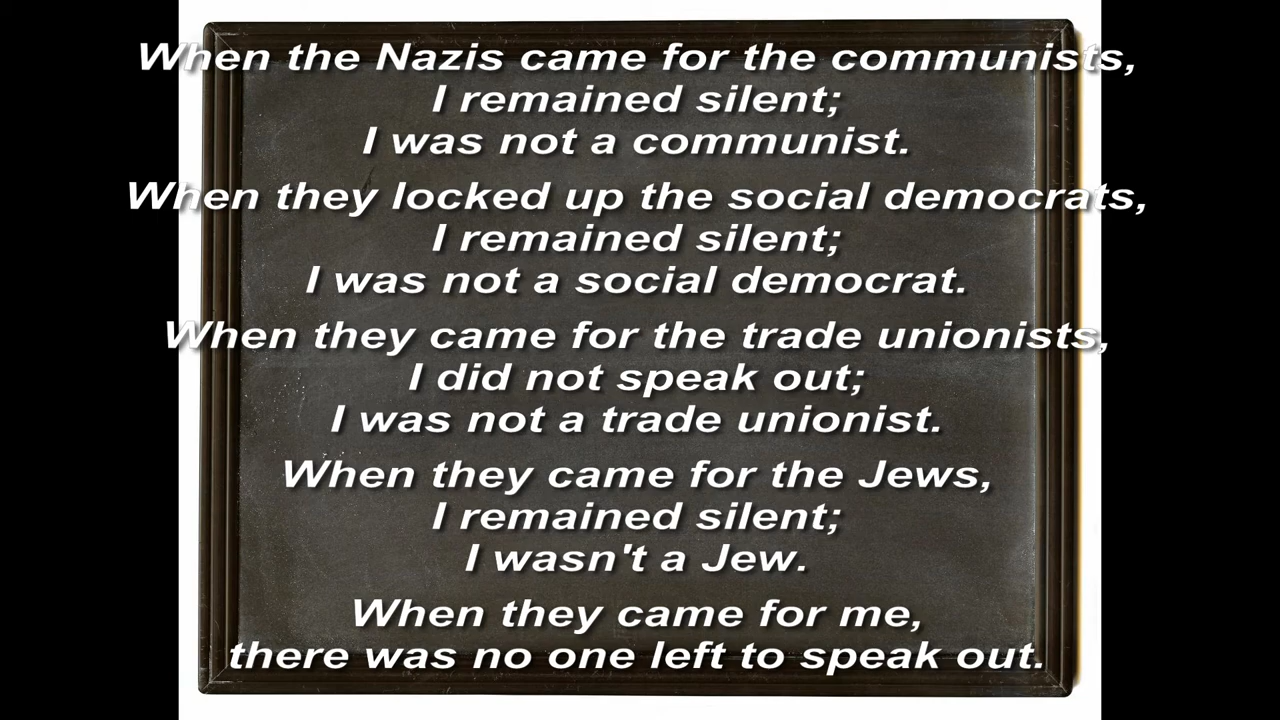 When the Nazis came for the communists,
I remained silent;
I was not a communist.
When they locked up the social democrats,
I remained silent;
I was not a social democrat.
When they came for the trade unionists,
I did not speak out;
I was not a trade unionist.
When they came for the Jews,
I remained silent;
I wasn't a Jew.
When they came for me,
there was no one left to speak out.